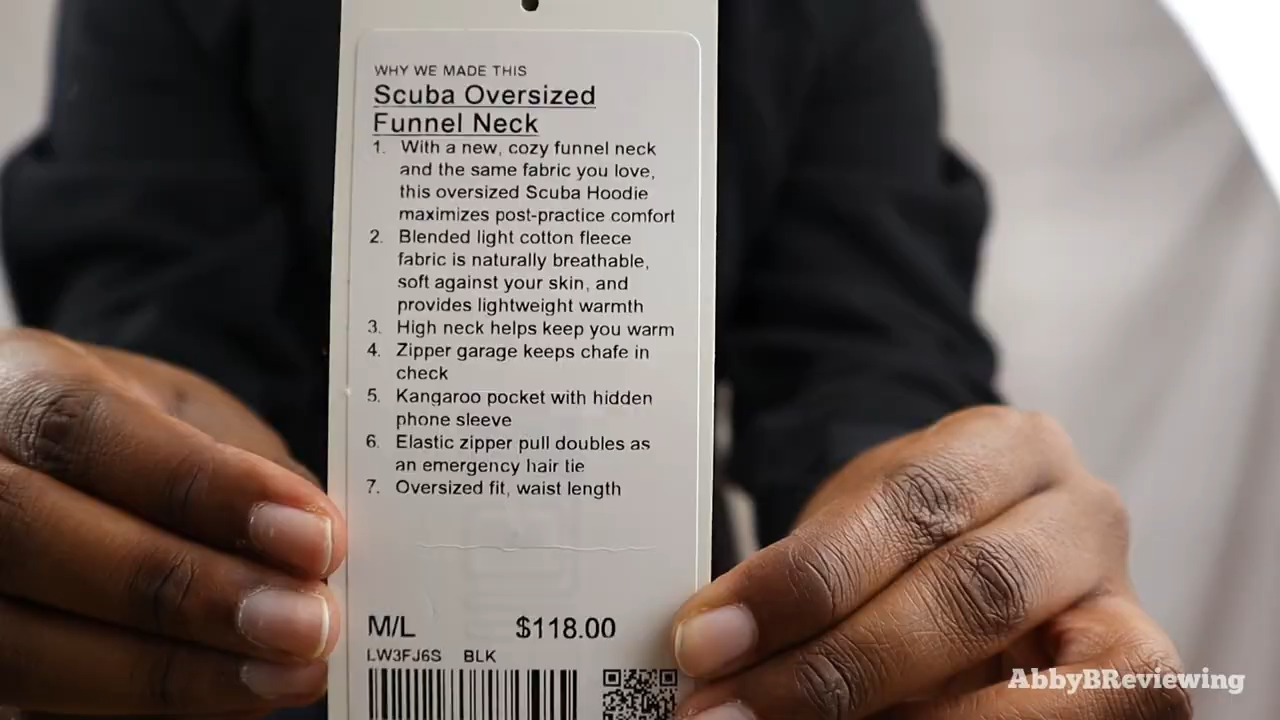 WHY WE MADE THIS
Scuba Oversized
Funnel Neck
1. With a new, cozy funnel neck
and the same fabric you love,
this oversized Scuba Hoodie
maximizes post-practice comfort
2. Blended light cotton fleece
fabric is naturally breathable,
soft against your skin, and
provides lightweight warmth
3. High neck helps keep you warm
4. Zipper garage keeps chafe in
check
5. Kangaroo pocket with hidden
phone sleeve
6. Elastic zipper pull doubles as
an emergency hair tie
7. Oversized fit, waist length
M/L $118.00
LW3FJ6S BLK
AbbyBReviewing